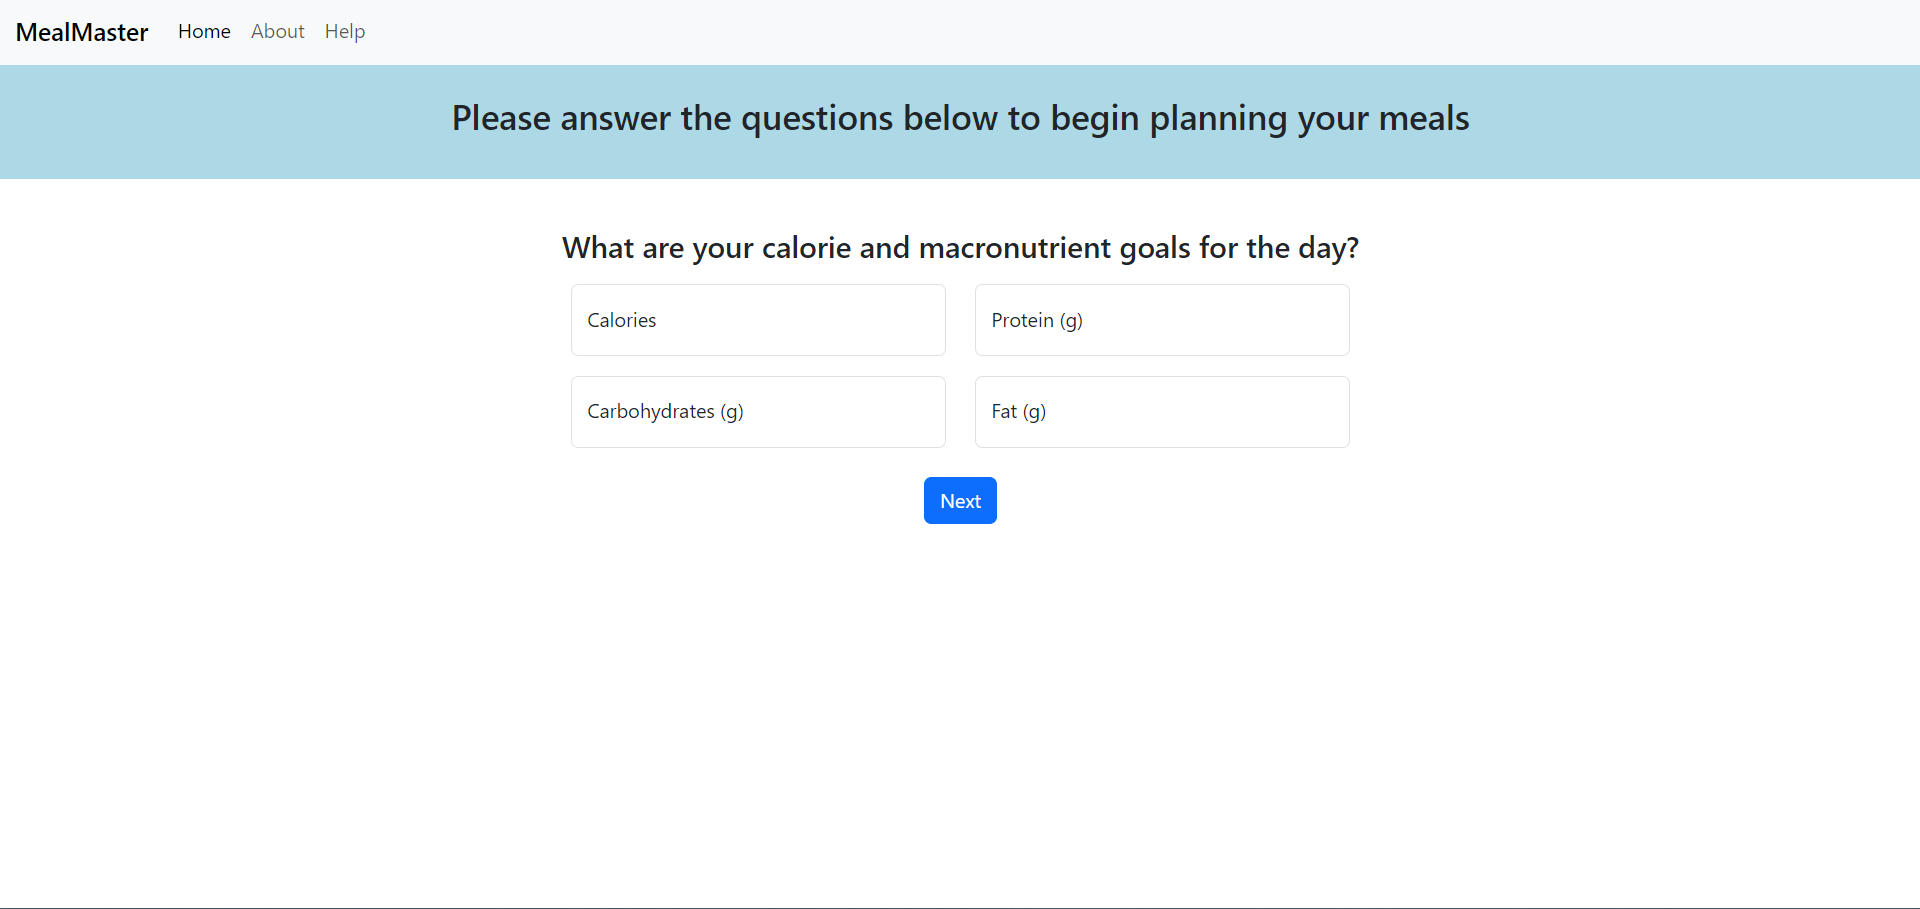 MealMaster Home About Help
Please answer the questions below to begin planning your meals
What are your calorie and macronutrient goals for the day?
Calories Protein (g)
Carbohydrates (g) Fat (g)
Next